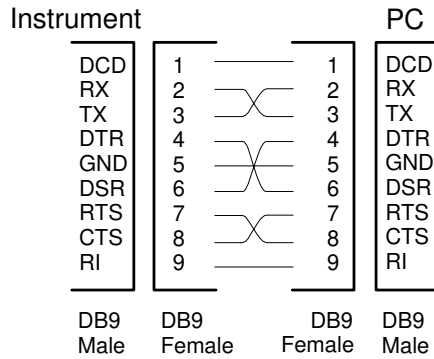 Instrument PC
DCD 1 1 DCD
RX 2 2 RX
TX 3 3 TX
DTR 4 4 DTR
GND 5 5 GND
DSR 6 6 DSR
RTS 7 7 RTS
CTS 8 8 CTS
RI 9 9 RI
DB9 DB9 DB9 DB9
Male Female Female Male